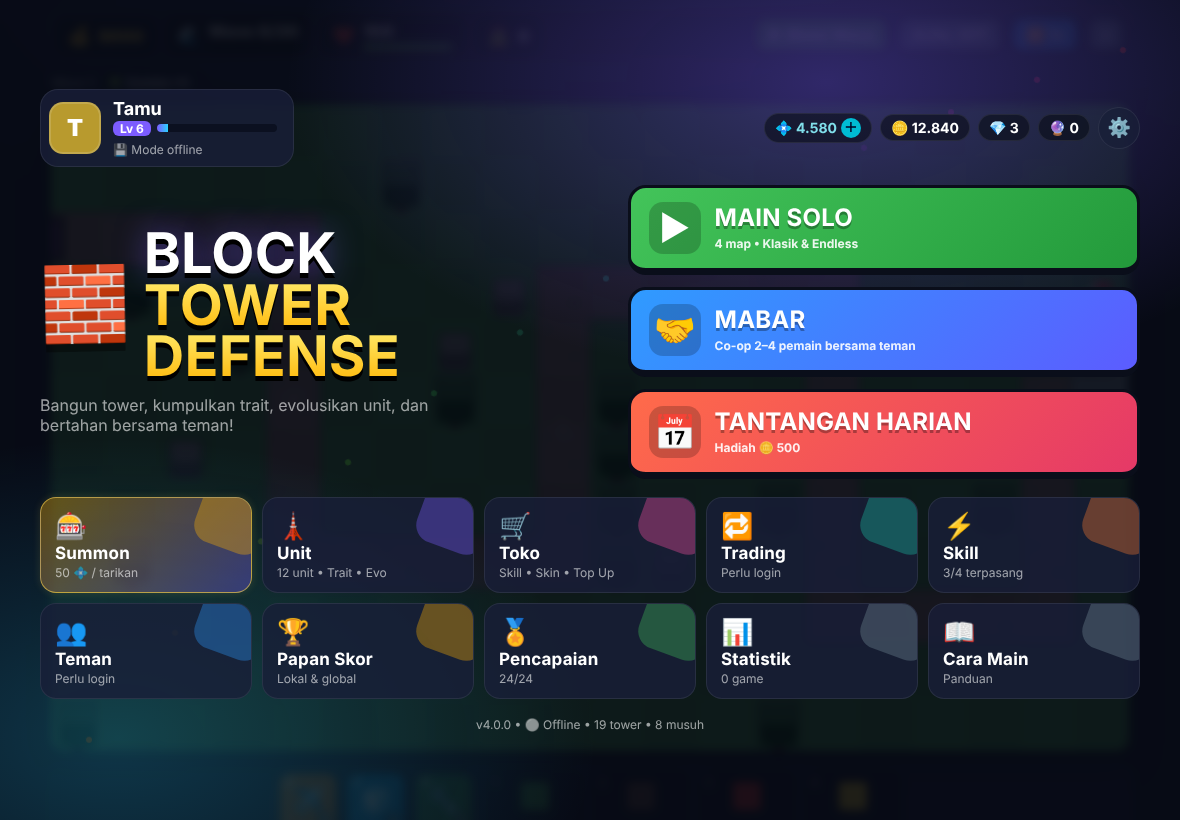 T
Tamu
Lv 6
💾 Mode offline
💠 4.580 +
🪙 12.840
💎 3
🔮 0
BLOCK
TOWER
DEFENSE
Bangun tower, kumpulkan trait, evolusikan unit, dan
bertahan bersama teman!
MAIN SOLO
4 map • Klasik & Endless
MABAR
Co-op 2–4 pemain bersama teman
July
17
TANTANGAN HARIAN
Hadiah 🪙 500
Summon
50 💠 / tarikan
Unit
12 unit • Trait • Evo
Toko
Skill • Skin • Top Up
Trading
Perlu login
Skill
3/4 terpasang
Teman
Perlu login
Papan Skor
Lokal & global
Pencapaian
24/24
Statistik
0 game
Cara Main
Panduan
v4.0.0 • ⚪ Offline • 19 tower • 8 musuh